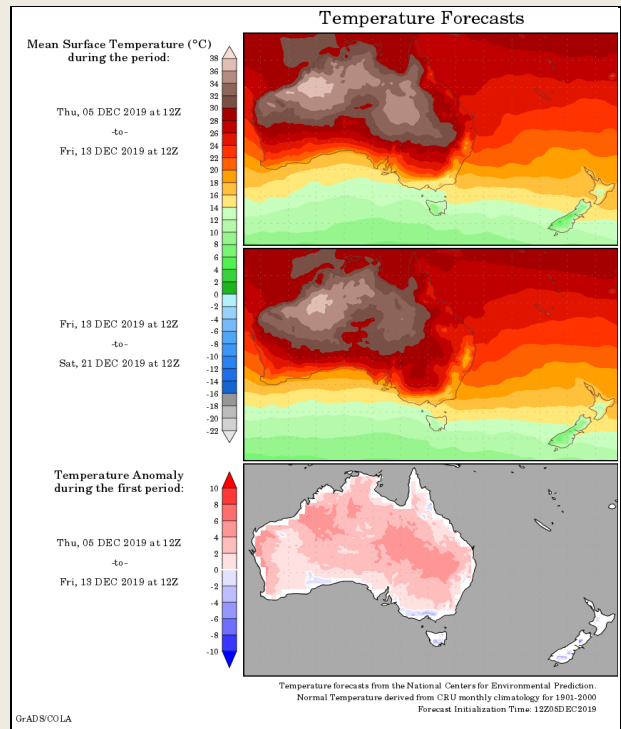 Temperature Forecasts
Mean Surface Temperature (°C)
during the period:
Thu, 05 DEC 2019 at 12Z
-to-
Fri, 13 DEC 2019 at 12Z
38
36
34
32
30
28
26
24
22
20
18
16
14
12
10
8
6
4
2
0
-2
-4
-6
-8
-10
-12
-14
-16
-18
-20
-22
Fri, 13 DEC 2019 at 12Z
-to-
Sat, 21 DEC 2019 at 12Z
Temperature Anomaly
during the first period:
Thu, 05 DEC 2019 at 12Z
-to-
Fri, 13 DEC 2019 at 12Z
10
8
6
4
2
0
-2
-4
-6
-8
-10
Temperature forecasts from the National Centers for Environmental Prediction.
Normal Temperature derived from CRU monthly climatology for 1901-2000
Forecast Initialization Time: 12Z05DEC2019
GrADS/COLA